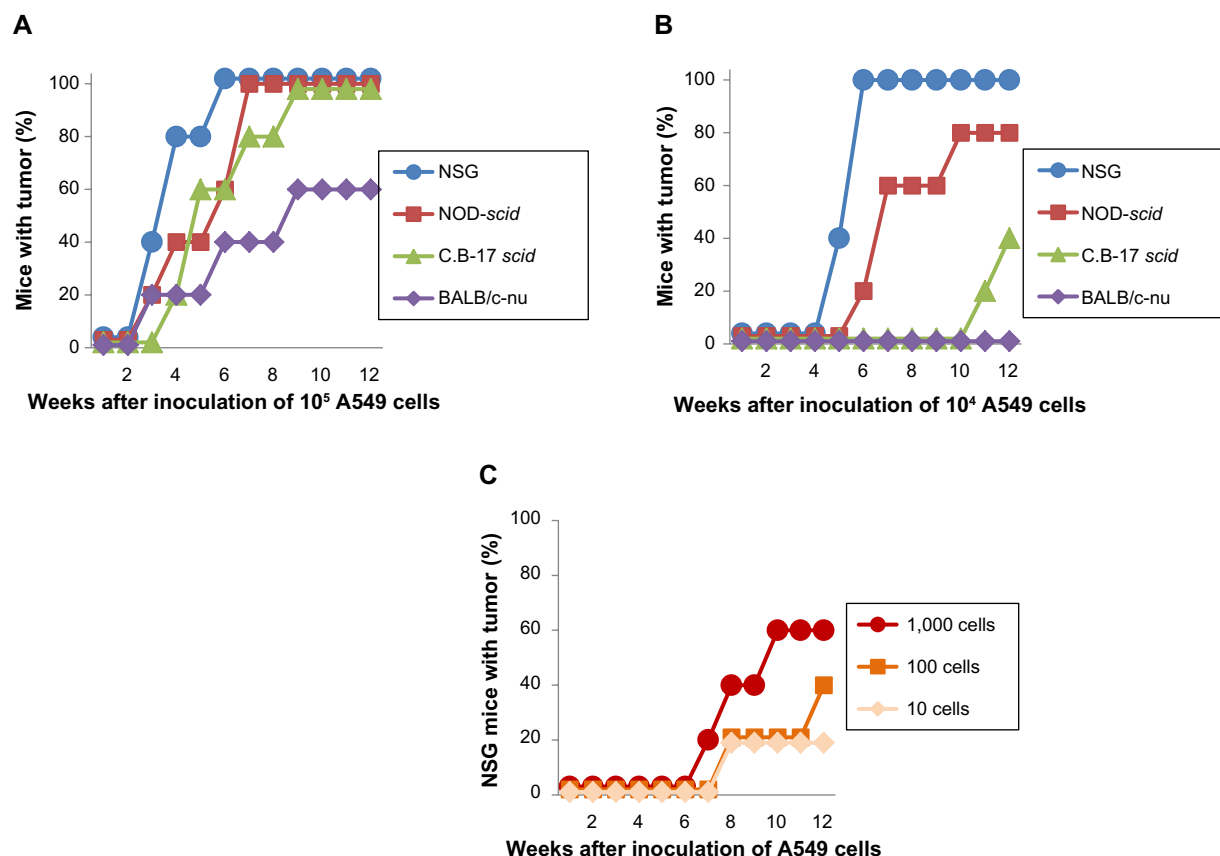 A
Mice with tumor (%)
100
80
60
40
20
0
2 4 6 8 10 12
Weeks after inoculation of 10⁵ A549 cells
NSG
NOD-scid
C.B-17 scid
BALB/c-nu
B
Mice with tumor (%)
100
80
60
40
20
0
2 4 6 8 10 12
Weeks after inoculation of 10⁴ A549 cells
NSG
NOD-scid
C.B-17 scid
BALB/c-nu
C
NSG mice with tumor (%)
100
80
60
40
20
0
2 4 6 8 10 12
Weeks after inoculation of A549 cells
1,000 cells
100 cells
10 cells